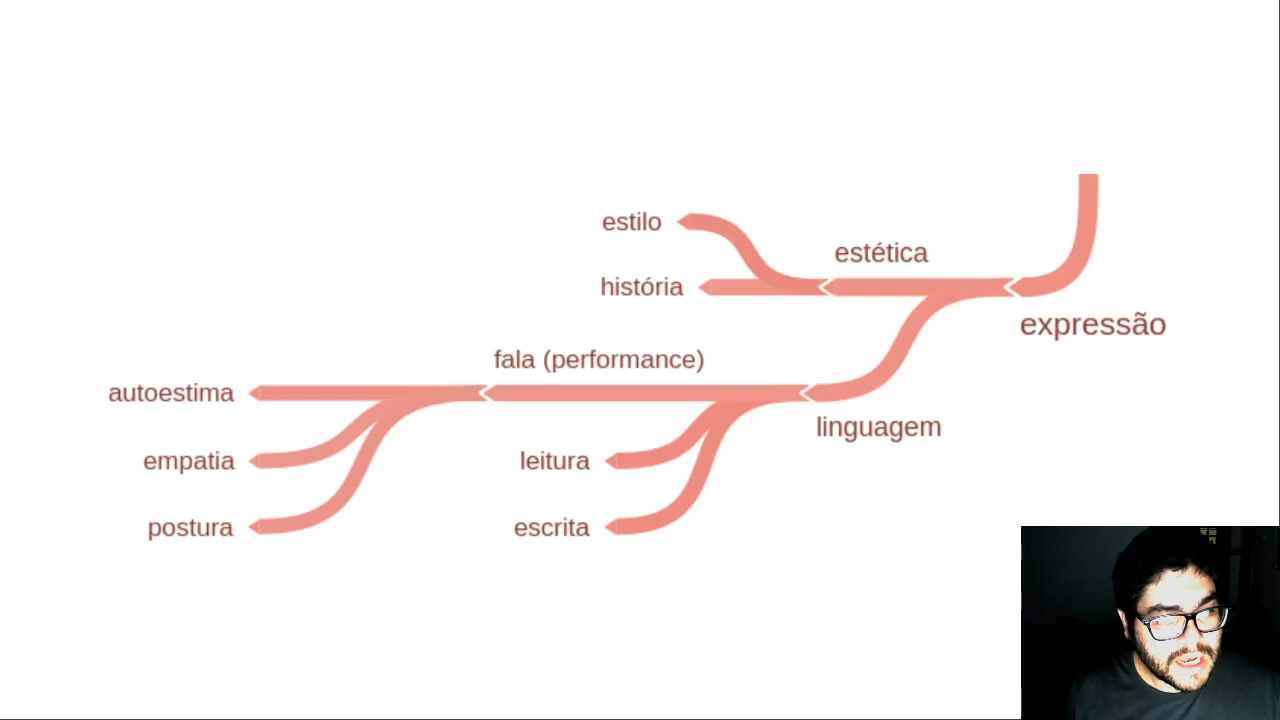 estilo
estética
história
expressão
fala (performance)
autoestima
linguagem
empatia
leitura
postura
escrita